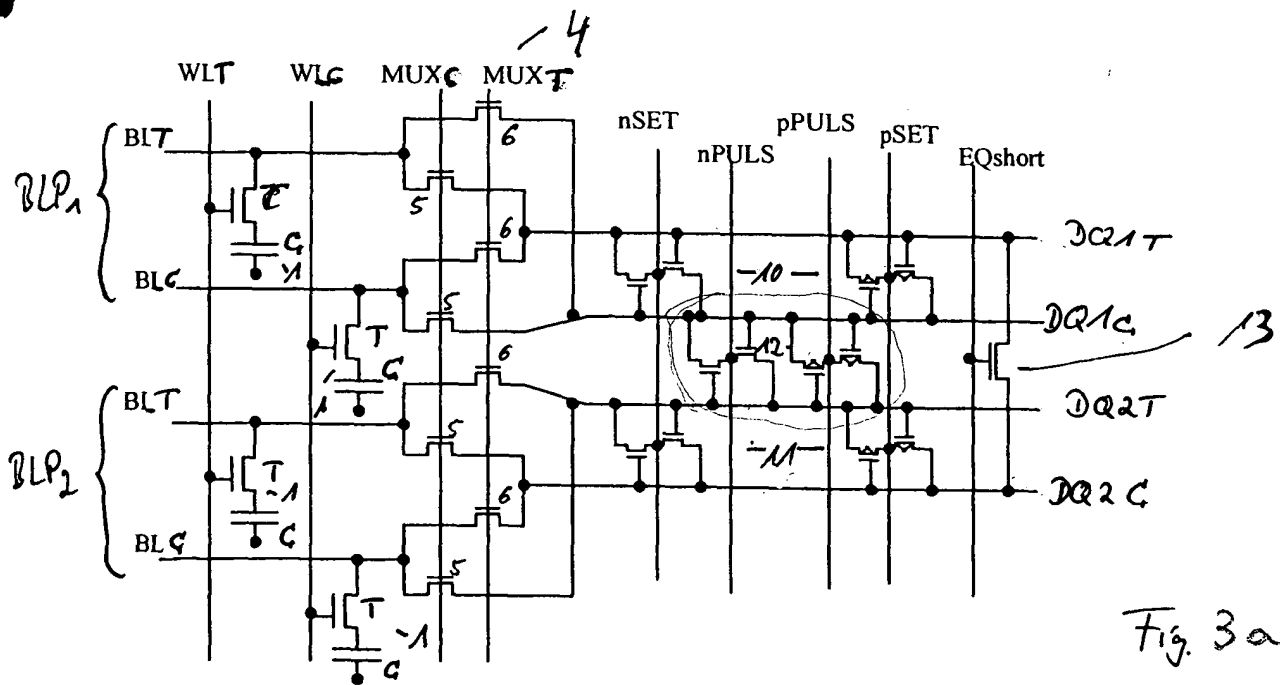 4
WLT WLC MUXC MUXT
nSET pPULS
nPULS pSET
EQshort
BLP1
BLT
6
T
5
C
1
6
DQ1T
-10-
BLC
5
DQ1C
T
12
13
C
1
6
BLP2
BLT
DQ2T
5
-11-
T
1
C
6
DQ2C
BLC
5
T
1
C
Fig. 3a